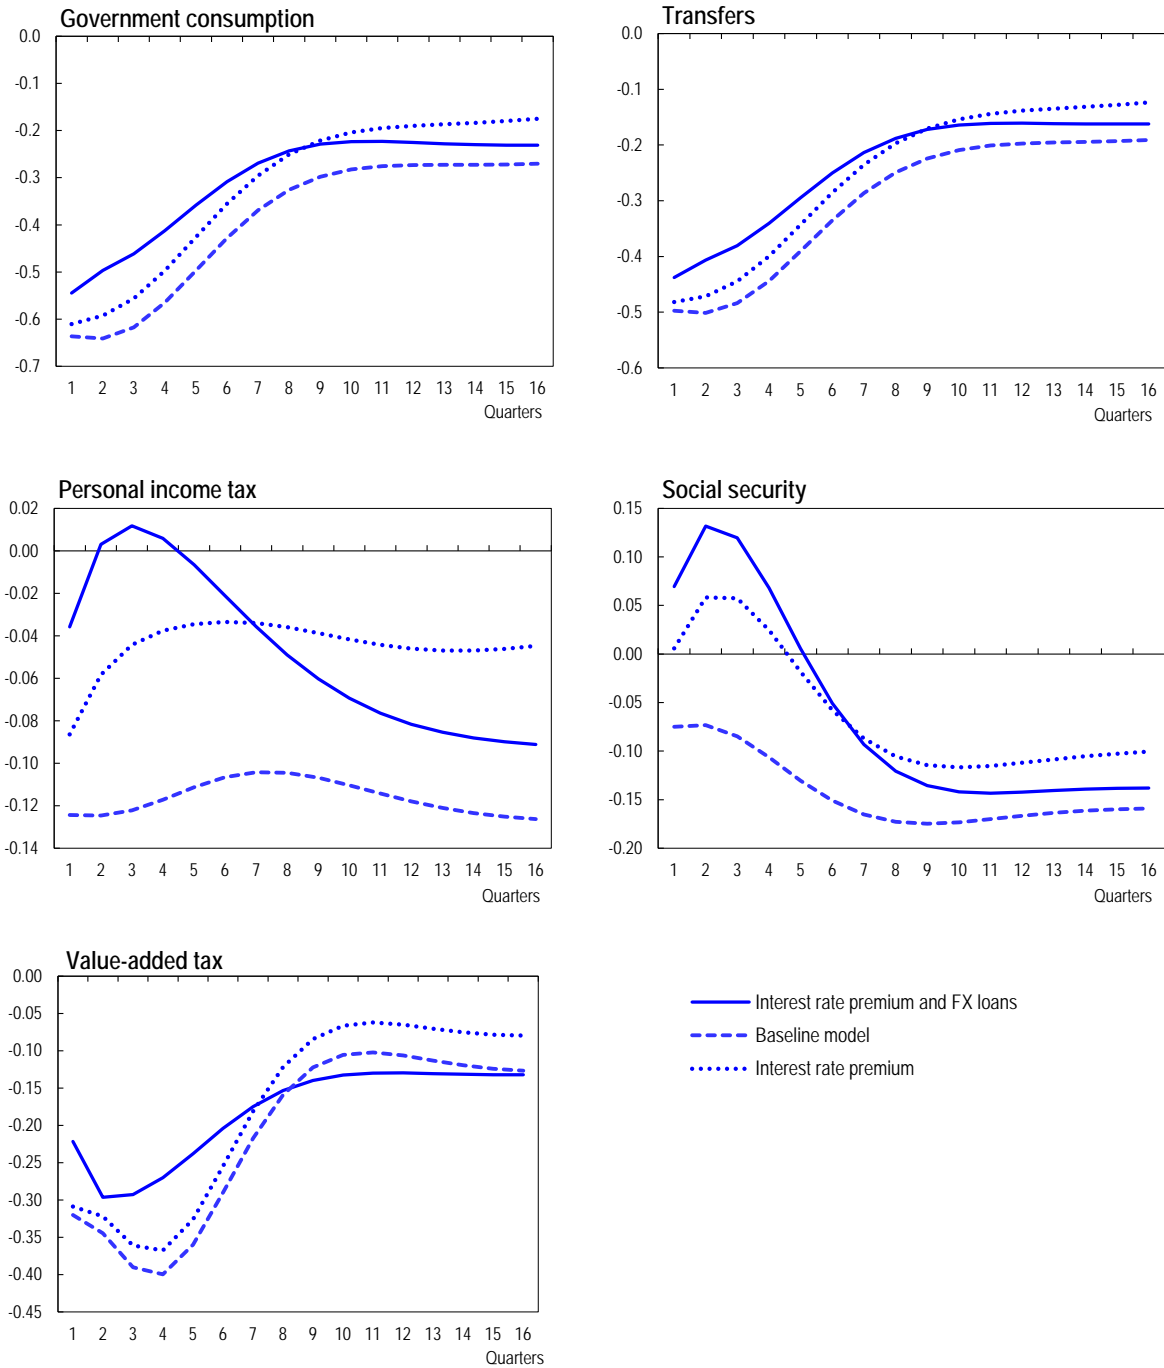 Government consumption
0.0
-0.1
-0.2
-0.3
-0.4
-0.5
-0.6
-0.7
1 2 3 4 5 6 7 8 9 10 11 12 13 14 15 16
Quarters
Transfers
0.0
-0.1
-0.2
-0.3
-0.4
-0.5
-0.6
1 2 3 4 5 6 7 8 9 10 11 12 13 14 15 16
Quarters
Personal income tax
0.02
0.00
-0.02
-0.04
-0.06
-0.08
-0.10
-0.12
-0.14
1 2 3 4 5 6 7 8 9 10 11 12 13 14 15 16
Quarters
Social security
0.15
0.10
0.05
0.00
-0.05
-0.10
-0.15
-0.20
1 2 3 4 5 6 7 8 9 10 11 12 13 14 15 16
Quarters
Value-added tax
0.00
-0.05
-0.10
-0.15
-0.20
-0.25
-0.30
-0.35
-0.40
-0.45
1 2 3 4 5 6 7 8 9 10 11 12 13 14 15 16
Quarters
Interest rate premium and FX loans
Baseline model
Interest rate premium